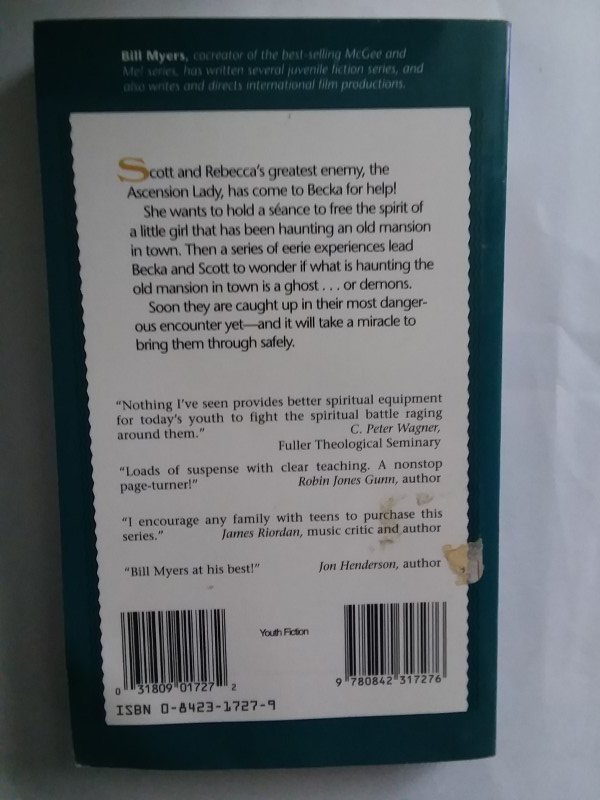 Bill Myers, cocreator of the best-selling McGee and
Me! series, has written several juvenile fiction series, and
also writes and directs international film productions.
Scott and Rebecca's greatest enemy, the
Ascension Lady, has come to Becka for help!
She wants to hold a séance to free the spirit of
a little girl that has been haunting an old mansion
in town. Then a series of eerie experiences lead
Becka and Scott to wonder if what is haunting the
old mansion in town is a ghost . . . or demons.
Soon they are caught up in their most danger-
ous encounter yet—and it will take a miracle to
bring them through safely.
"Nothing I've seen provides better spiritual equipment
for today's youth to fight the spiritual battle raging
around them." C. Peter Wagner,
Fuller Theological Seminary
"Loads of suspense with clear teaching. A nonstop
page-turner!" Robin Jones Gunn, author
"I encourage any family with teens to purchase this
series." James Riordan, music critic and author
"Bill Myers at his best!" Jon Henderson, author
Youth Fiction
0 31809 01727 2
9 780842 317276
ISBN 0-8423-1727-9